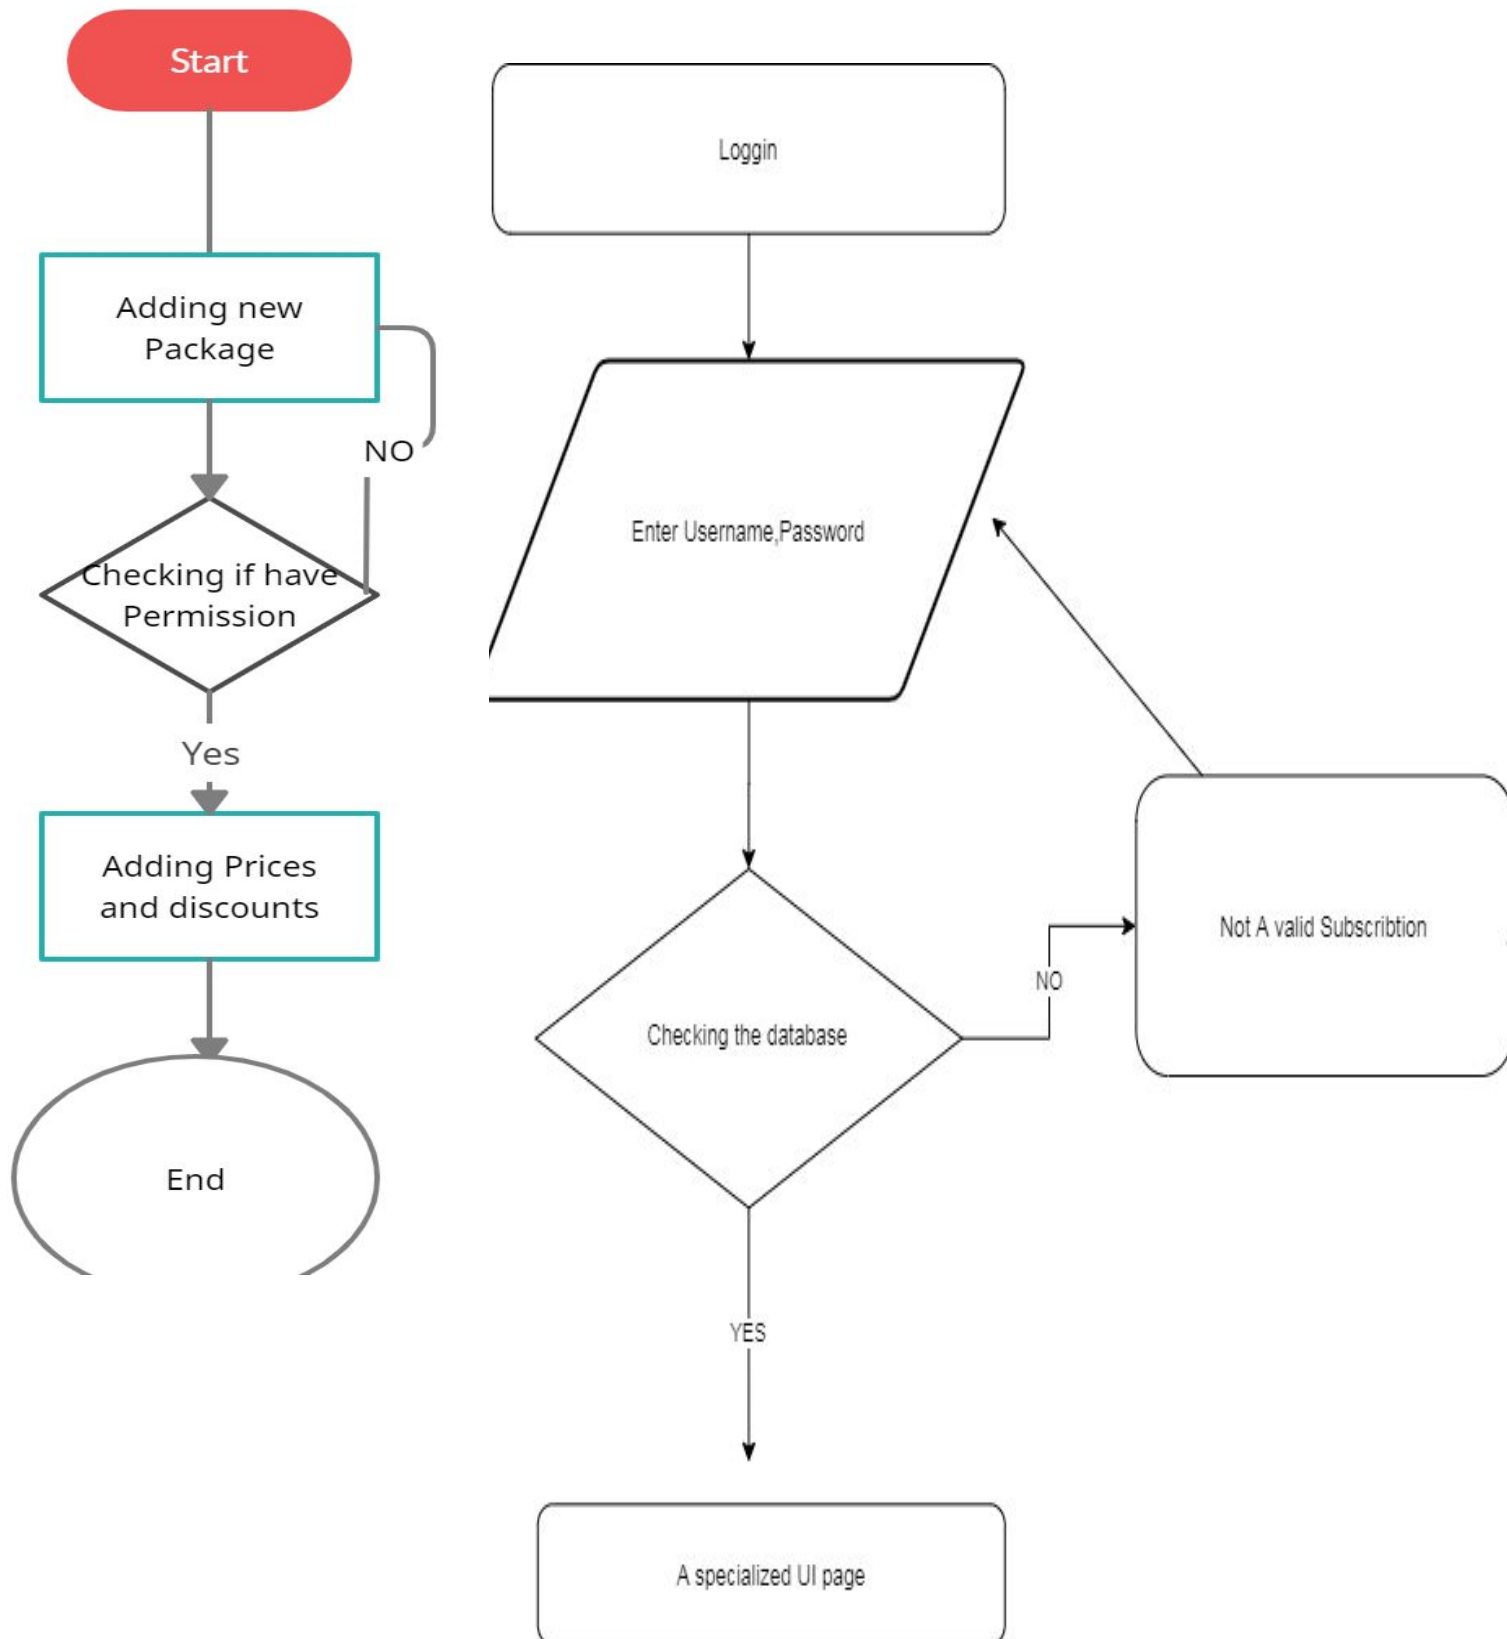 Start
Adding new
Package
NO
Checking if have
Permission
Yes
Adding Prices
and discounts
End
Loggin
Enter Username,Password
Checking the database
NO
Not A valid Subscribtion
YES
A specialized UI page